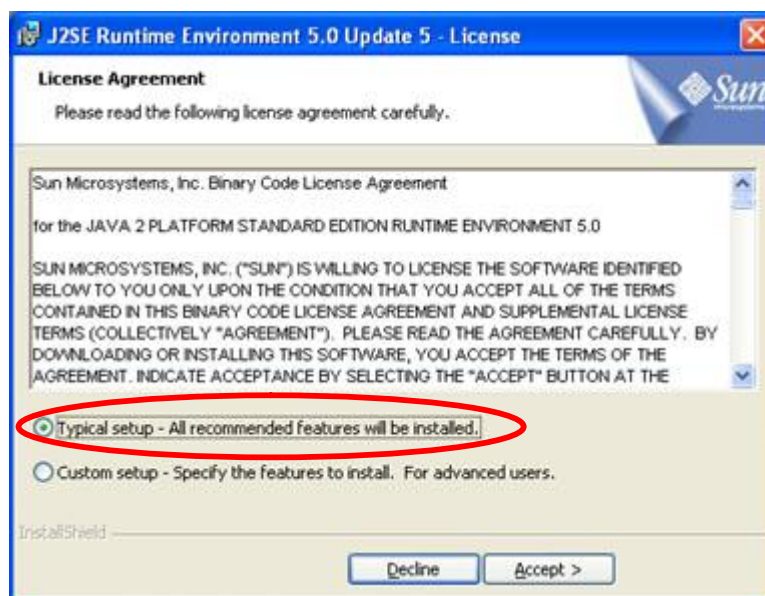 J2SE Runtime Environment 5.0 Update 5 - License
License Agreement
Please read the following license agreement carefully.
Sun
microsystems
Sun Microsystems, Inc. Binary Code License Agreement
for the JAVA 2 PLATFORM STANDARD EDITION RUNTIME ENVIRONMENT 5.0
SUN MICROSYSTEMS, INC. ("SUN") IS WILLING TO LICENSE THE SOFTWARE IDENTIFIED
BELOW TO YOU ONLY UPON THE CONDITION THAT YOU ACCEPT ALL OF THE TERMS
CONTAINED IN THIS BINARY CODE LICENSE AGREEMENT AND SUPPLEMENTAL LICENSE
TERMS (COLLECTIVELY "AGREEMENT"). PLEASE READ THE AGREEMENT CAREFULLY. BY
DOWNLOADING OR INSTALLING THIS SOFTWARE, YOU ACCEPT THE TERMS OF THE
AGREEMENT. INDICATE ACCEPTANCE BY SELECTING THE "ACCEPT" BUTTON AT THE
Typical setup - All recommended features will be installed.
Custom setup - Specify the features to install. For advanced users.
InstallShield
Decline
Accept >